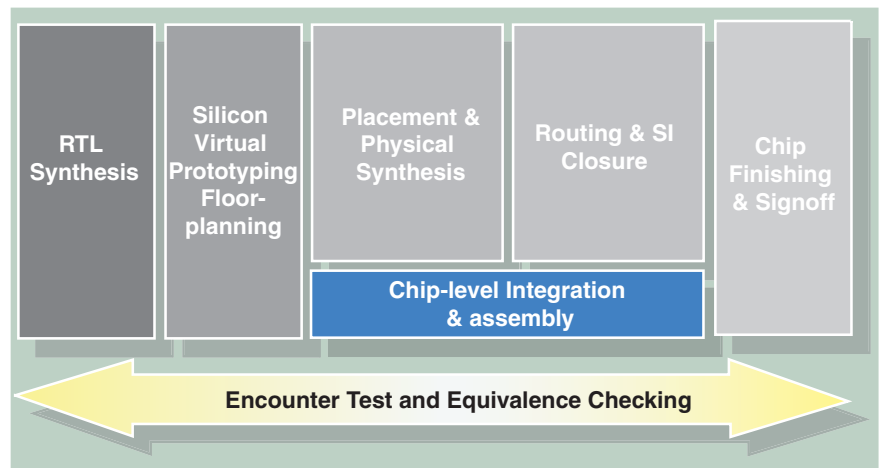 RTL
Synthesis
Silicon
Virtual
Prototyping
Floor-
planning
Placement &
Physical
Synthesis
Routing & SI
Closure
Chip
Finishing
& Signoff
Chip-level Integration
& assembly
Encounter Test and Equivalence Checking